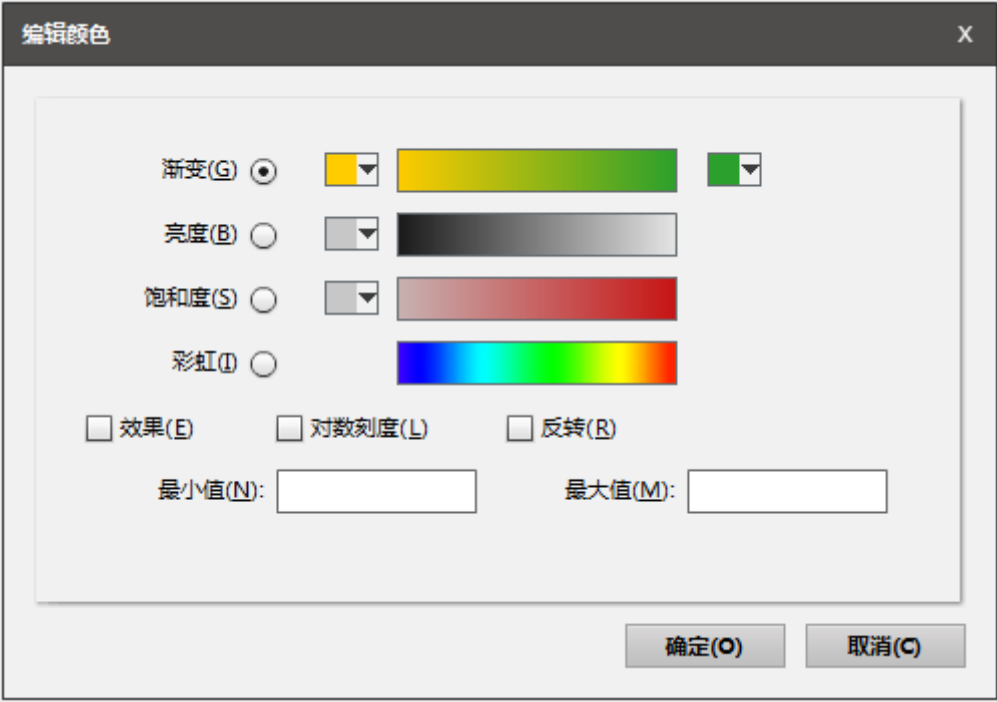 编辑颜色 X
渐变(G)
亮度(B)
饱和度(S)
彩虹(I)
效果(E) 对数刻度(L) 反转(R)
最小值(N): 最大值(M):
确定(O) 取消(C)